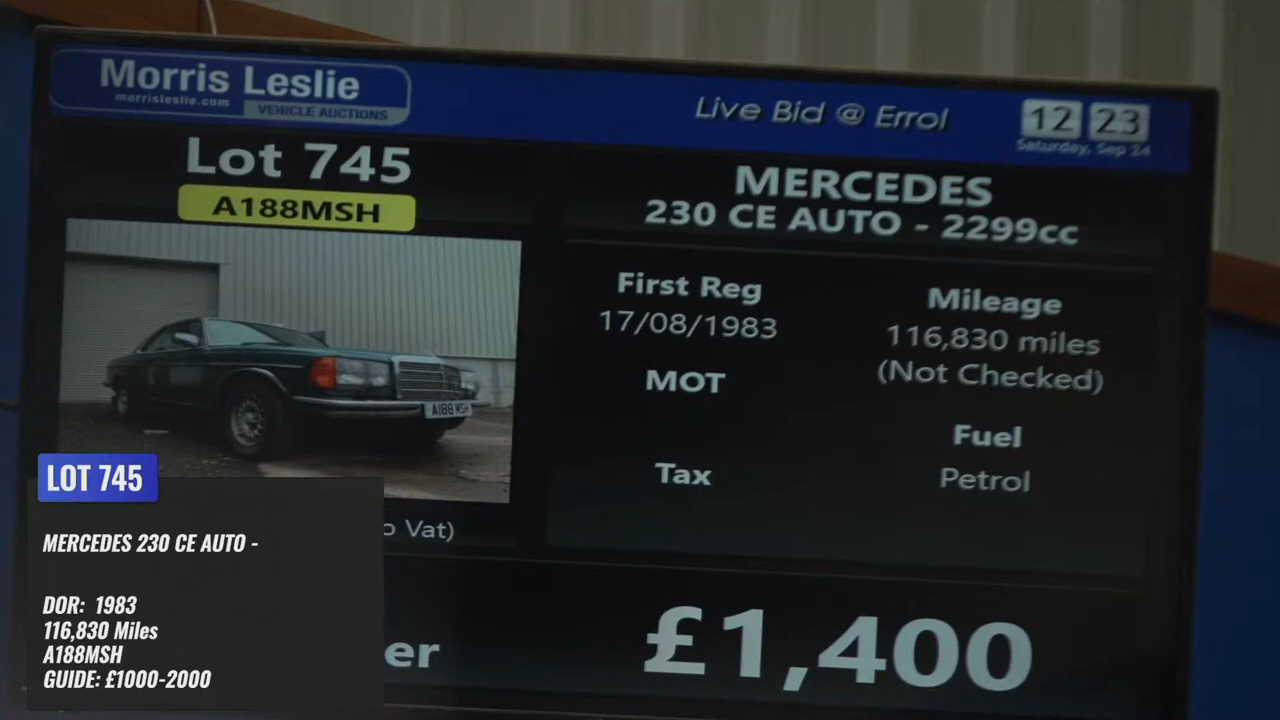 Morris Leslie
morrisleslie.com
VEHICLE AUCTIONS
Live Bid @ Errol
12 23
Saturday, Sep 24
Lot 745
A188MSH
MERCEDES
230 CE AUTO - 2299cc
First Reg
17/08/1983
Mileage
116,830 miles
(Not Checked)
MOT
Fuel
Petrol
Tax
A188 MSH
Vat)
£1,400
LOT 745
MERCEDES 230 CE AUTO -
DOR: 1983
116,830 Miles
A188MSH
GUIDE: £1000-2000